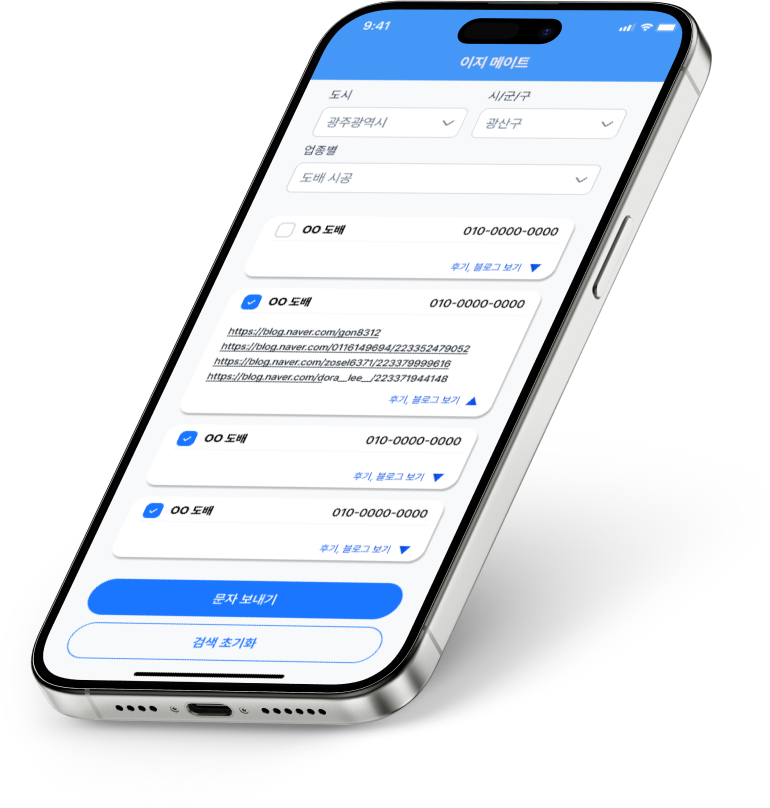 9:41
이지 메이트
도시 시/군/구
광주광역시 광산구
업종별
도배 시공
OO 도배 010-0000-0000
후기, 블로그 보기 ▼
OO 도배 010-0000-0000
https://blog.naver.com/gon8312
https://blog.naver.com/0116149694/223352479052
https://blog.naver.com/zosel6371/223379999616
https://blog.naver.com/dora_lee_/223371944148
후기, 블로그 보기 ▲
OO 도배 010-0000-0000
후기, 블로그 보기 ▼
OO 도배 010-0000-0000
후기, 블로그 보기 ▼
문자 보내기
검색 초기화